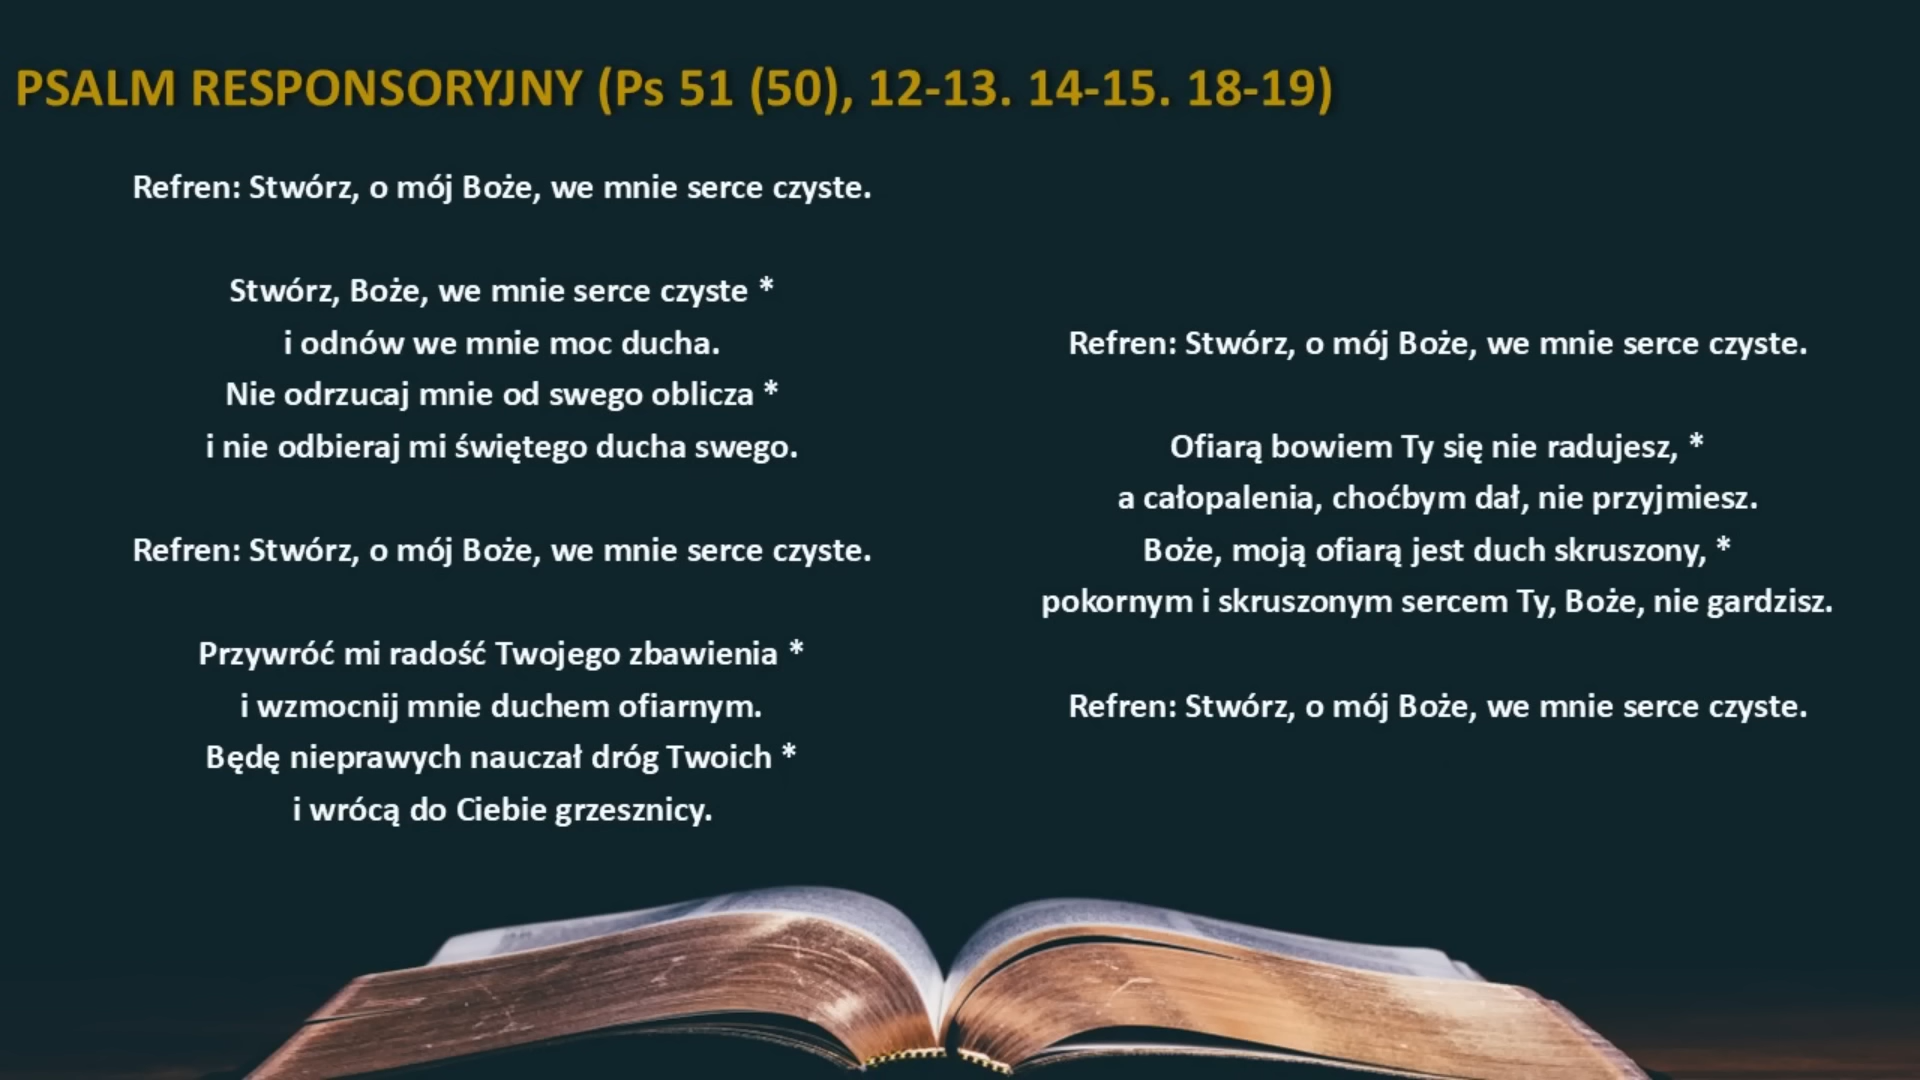 PSALM RESPONSORYJNY (Ps 51 (50), 12-13. 14-15. 18-19)
Refren: Stwórz, o mój Boże, we mnie serce czyste.
Stwórz, Boże, we mnie serce czyste *
i odnów we mnie moc ducha.
Nie odrzucaj mnie od swego oblicza *
i nie odbieraj mi świętego ducha swego.
Refren: Stwórz, o mój Boże, we mnie serce czyste.
Przywróć mi radość Twojego zbawienia *
i wzmocnij mnie duchem ofiarnym.
Będę nieprawych nauczał dróg Twoich *
i wrócą do Ciebie grzesznicy.
Refren: Stwórz, o mój Boże, we mnie serce czyste.
Ofiarą bowiem Ty się nie radujesz, *
a całopalenia, choćbym dał, nie przyjmiesz.
Boże, moją ofiarą jest duch skruszony, *
pokornym i skruszonym sercem Ty, Boże, nie gardzisz.
Refren: Stwórz, o mój Boże, we mnie serce czyste.